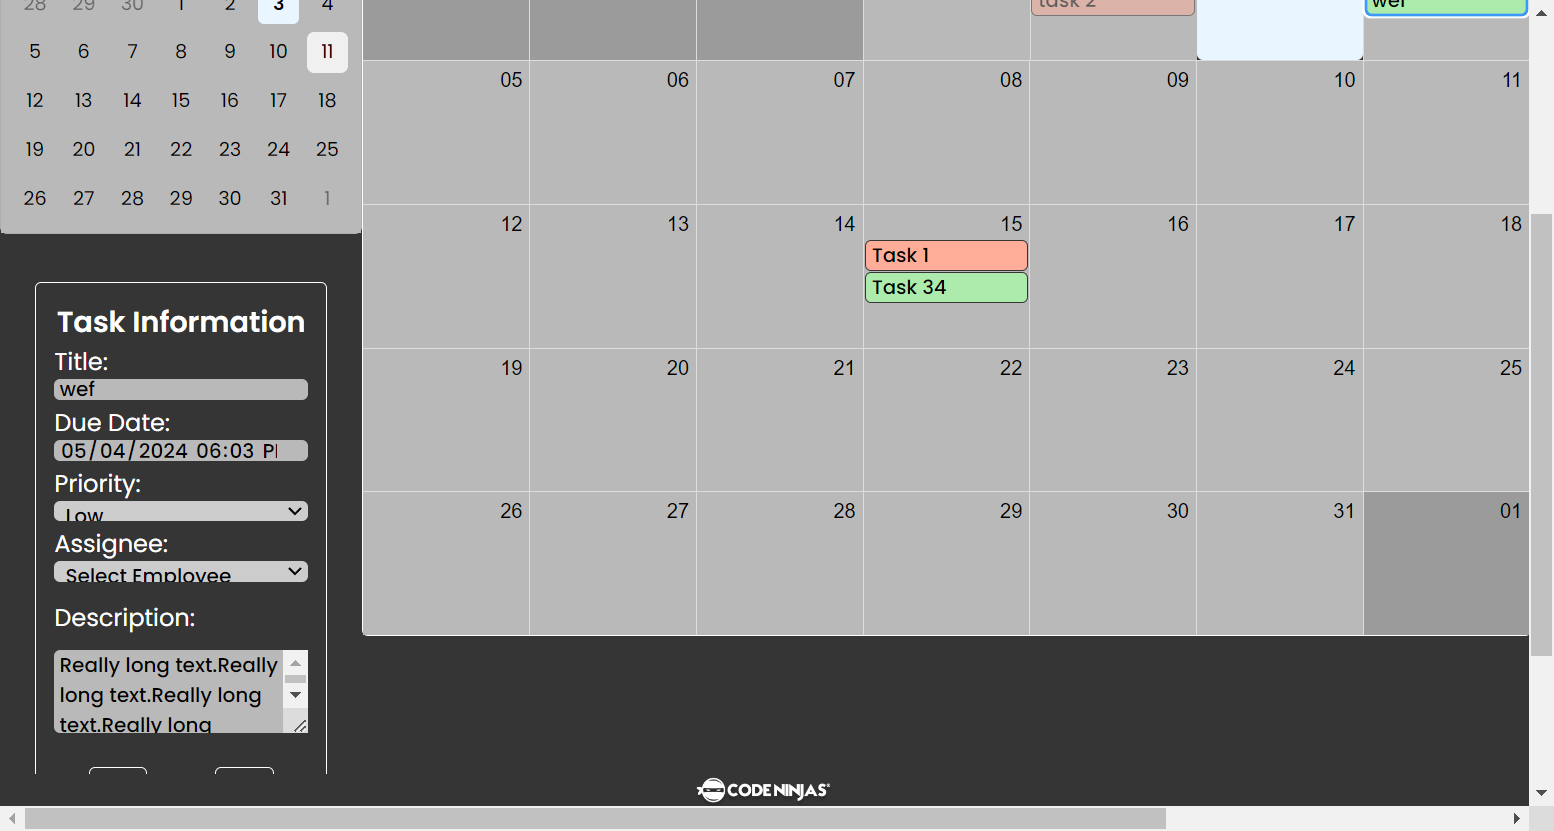 28 29 30 1 2 3 4
5 6 7 8 9 10 11
12 13 14 15 16 17 18
19 20 21 22 23 24 25
26 27 28 29 30 31 1
Task Information
Title:
wef
Due Date:
05/04/2024 06:03 PM
Priority:
Low
Assignee:
Select Employee
Description:
Really long text.Really
long text.Really long
text.Really long
task 2
wef
05 06 07 08 09 10 11
12 13 14 15 16 17 18
Task 1
Task 34
19 20 21 22 23 24 25
26 27 28 29 30 31 01
CODE NINJAS